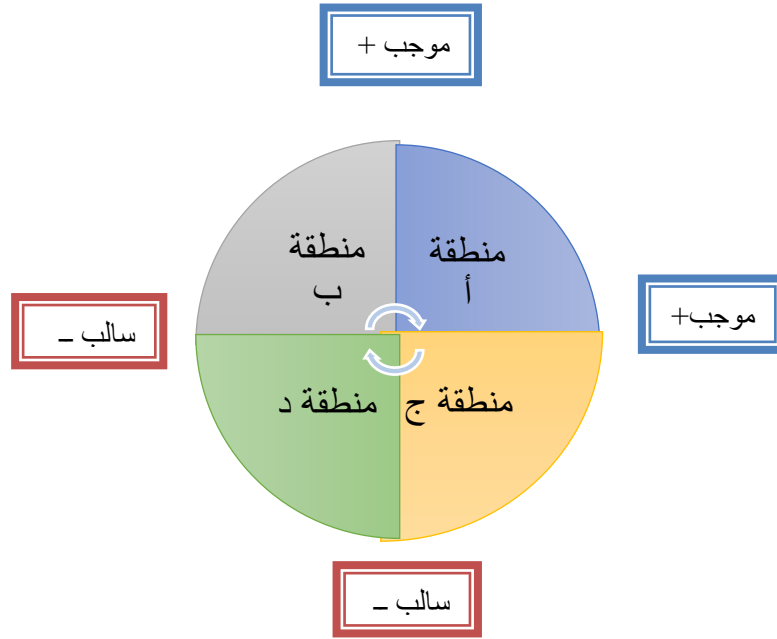 موجب +
منطقة
أ
منطقة
ب
موجب+
سالب –
منطقة ج
منطقة د
سالب –